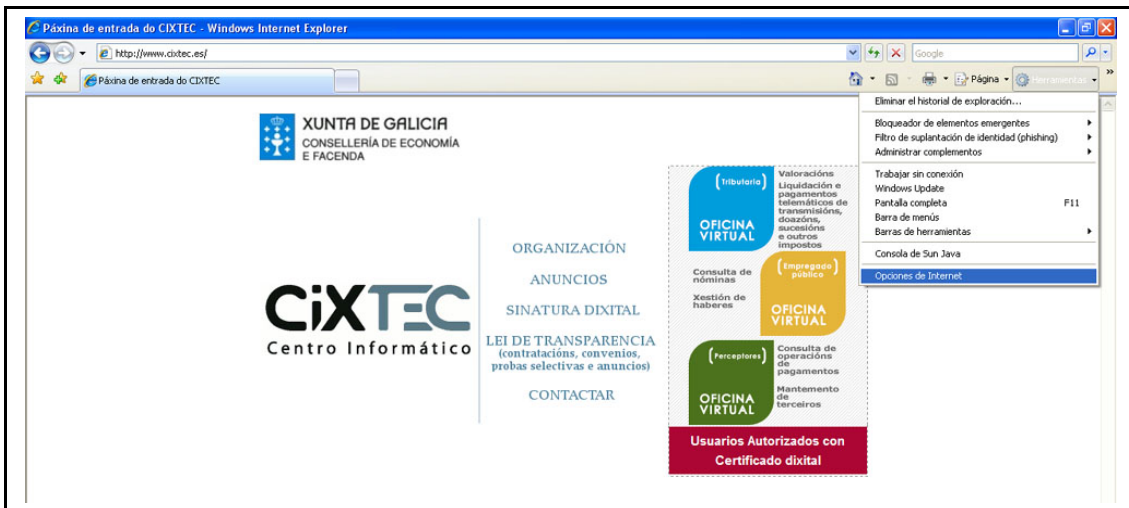 Páxina de entrada do CIXTEC - Windows Internet Explorer
http://www.cixtec.es/
Google
Páxina de entrada do CIXTEC
Página
Herramientas
»
Eliminar el historial de exploración...
Bloqueador de elementos emergentes
Filtro de suplantación de identidad (phishing)
Administrar complementos
Trabajar sin conexión
Windows Update
Pantalla completa F11
Barra de menús
Barras de herramientas
Consola de Sun Java
Opciones de Internet
XUNTA DE GALICIA
CONSELLERÍA DE ECONOMÍA
E FACENDA
CiXTEC
Centro Informático
ORGANIZACIÓN
ANUNCIOS
SINATURA DIXITAL
LEI DE TRANSPARENCIA
(contratacións, convenios,
probas selectivas e anuncios)
CONTACTAR
(Tributaria)
OFICINA
VIRTUAL
Valoracións
Liquidación e
pagamentos
telemáticos de
transmisións,
doazóns,
sucesións
e outros
impostos
Consulta de
nóminas
Xestión de
haberes
(Empregado
público)
OFICINA
VIRTUAL
(Perceptores)
OFICINA
VIRTUAL
Consulta de
operacións
de
pagamentos
Mantemento
de
terceiros
Usuarios Autorizados con
Certificado dixital